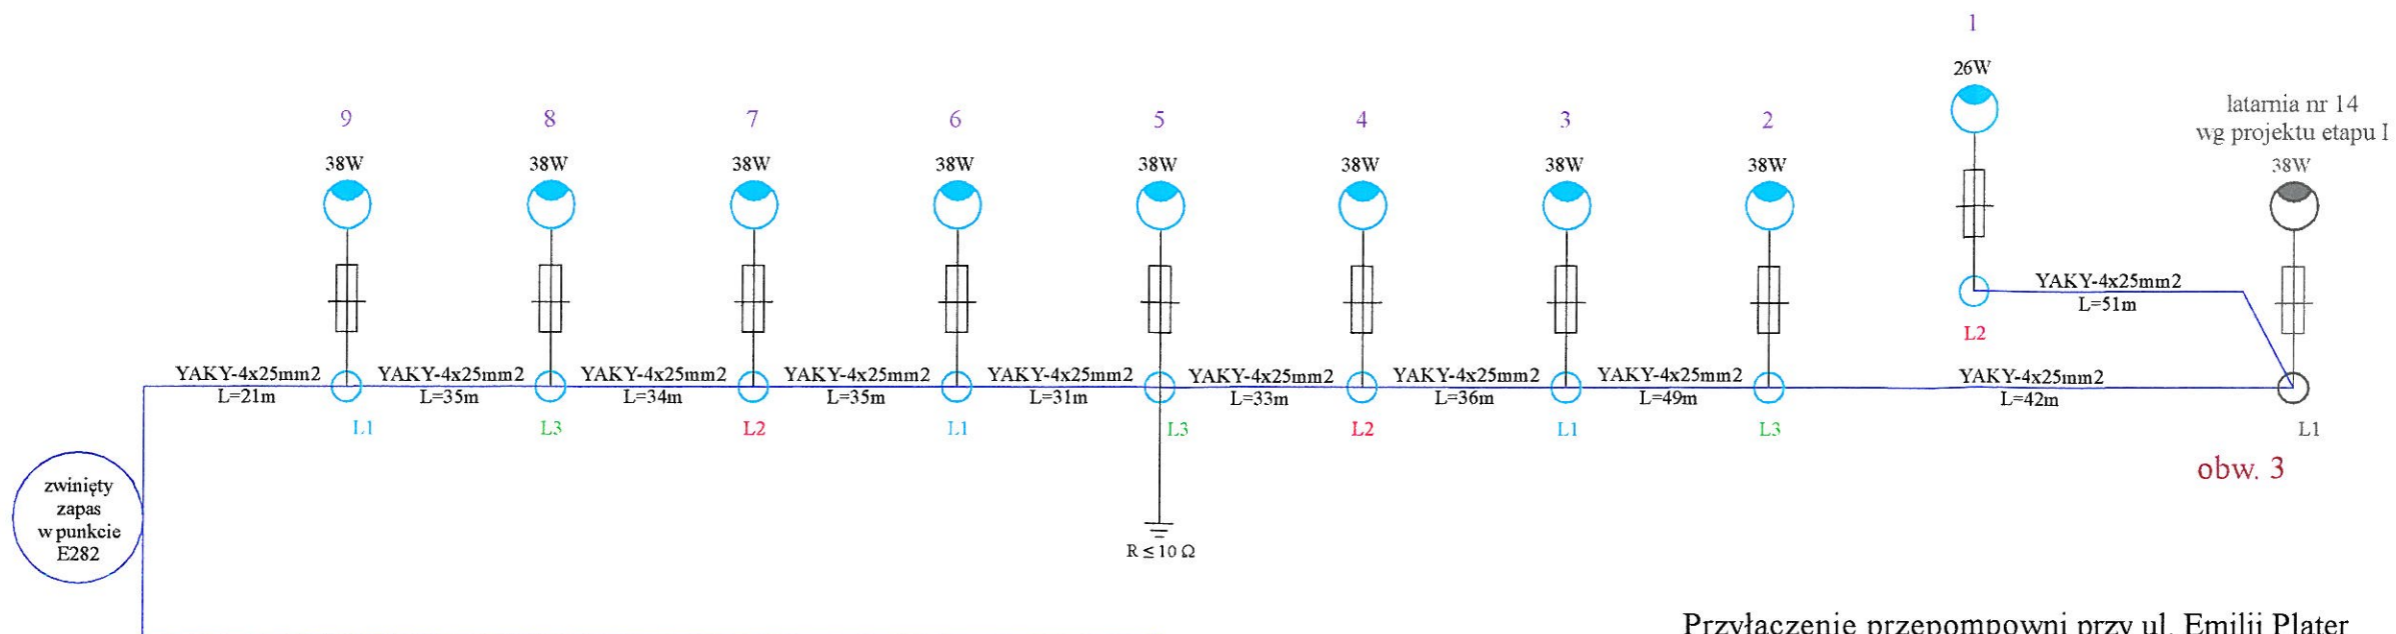 1
26W
latarnia nr 14
wg projektu etapu I
38W
9 8 7 6 5 4 3 2
38W 38W 38W 38W 38W 38W 38W 38W
YAKY-4x25mm2
L=51m
L2
YAKY-4x25mm2 YAKY-4x25mm2 YAKY-4x25mm2 YAKY-4x25mm2 YAKY-4x25mm2 YAKY-4x25mm2 YAKY-4x25mm2 YAKY-4x25mm2 YAKY-4x25mm2
L=21m L=35m L=34m L=35m L=31m L=33m L=36m L=49m L=42m
L1 L3 L2 L1 L3 L2 L1 L3 L1
obw. 3
zwinięty
zapas
w punkcie
E282
R ≤ 10 Ω
Przyłączenie przepompowni przy ul. Emilii Plater